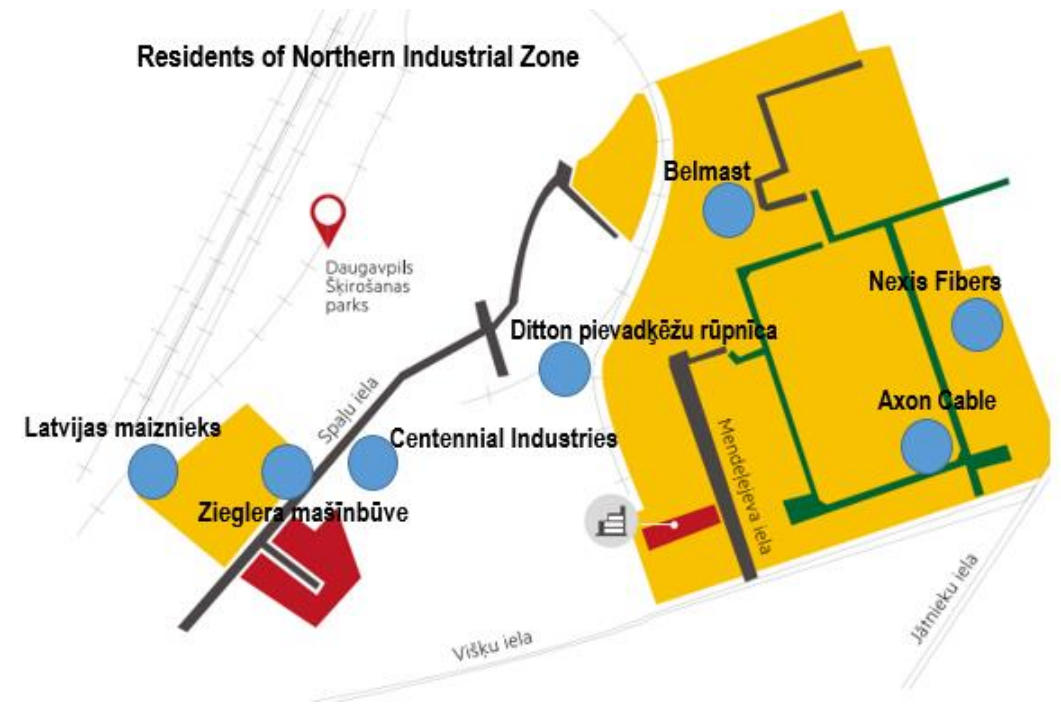 Residents of Northern Industrial Zone
Belmast
Daugavpils
Šķirošanas
parks
Nexis Fibers
Ditton pievadķēžu rūpnīca
Spaļu iela
Axon Cable
Latvijas maiznieks
Centennial Industries
Mendeļejeva iela
Zieglera mašīnbūve
Jātnieku iela
Višķu iela